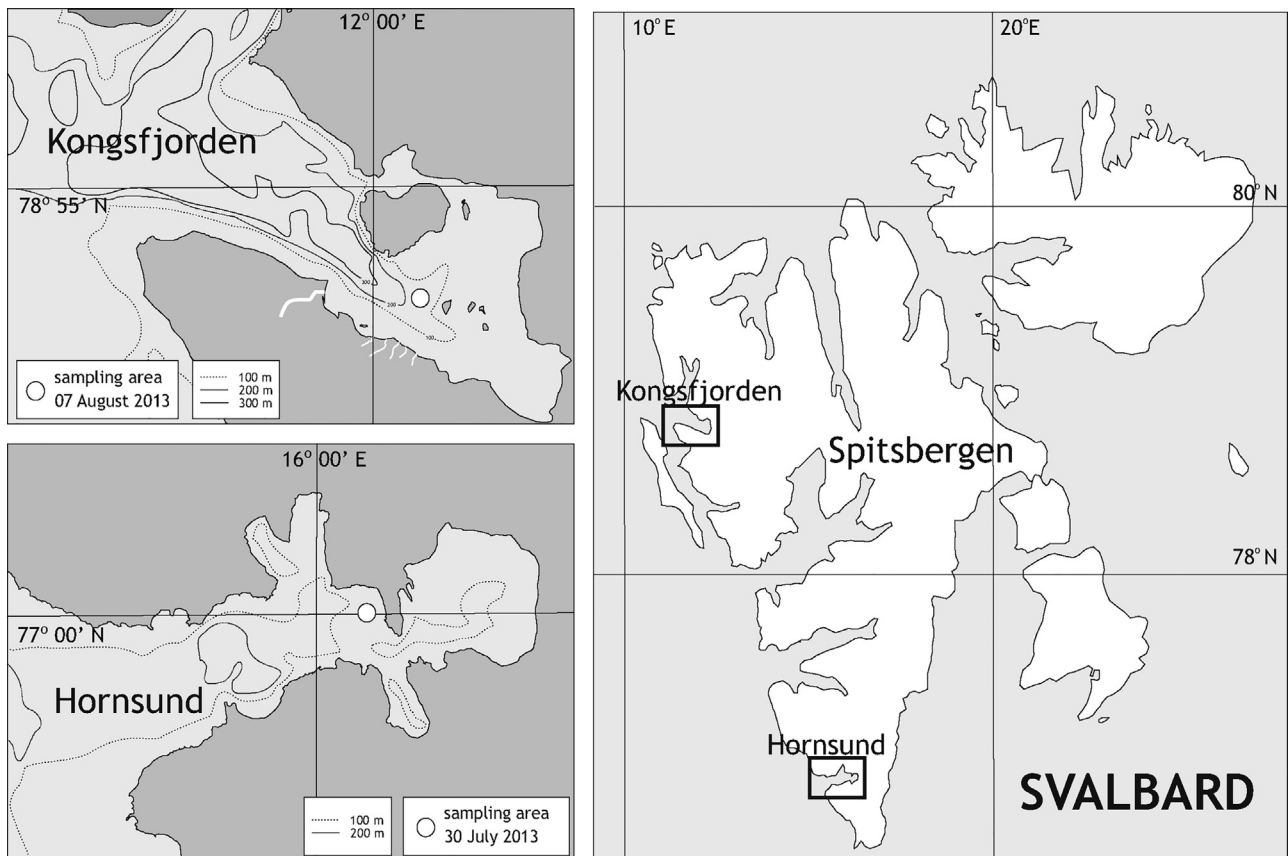 12° 00’ E
Kongsfjorden
78° 55’ N
300
200
100
sampling area
07 August 2013
100 m
200 m
300 m
16° 00’ E
77° 00’ N
Hornsund
100 m
200 m
sampling area
30 July 2013
10°E
20°E
80°N
Kongsfjorden
Spitsbergen
78°N
Hornsund
SVALBARD